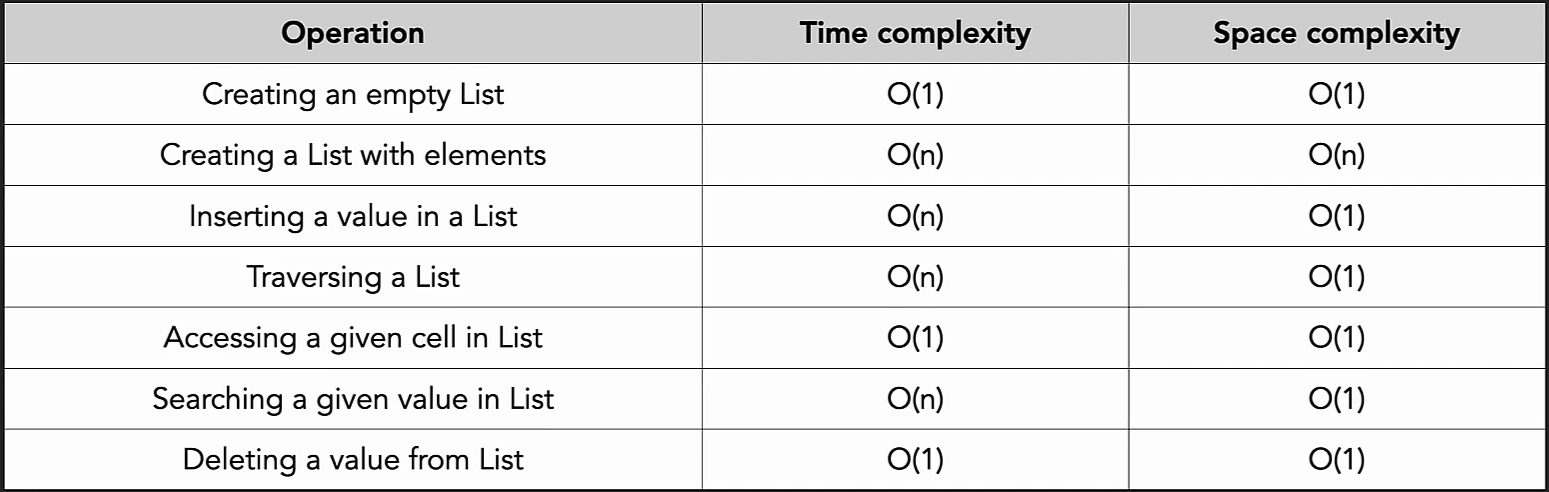 Operation Time complexity Space complexity
Creating an empty List O(1) O(1)
Creating a List with elements O(n) O(n)
Inserting a value in a List O(n) O(1)
Traversing a List O(n) O(1)
Accessing a given cell in List O(1) O(1)
Searching a given value in List O(n) O(1)
Deleting a value from List O(1) O(1)